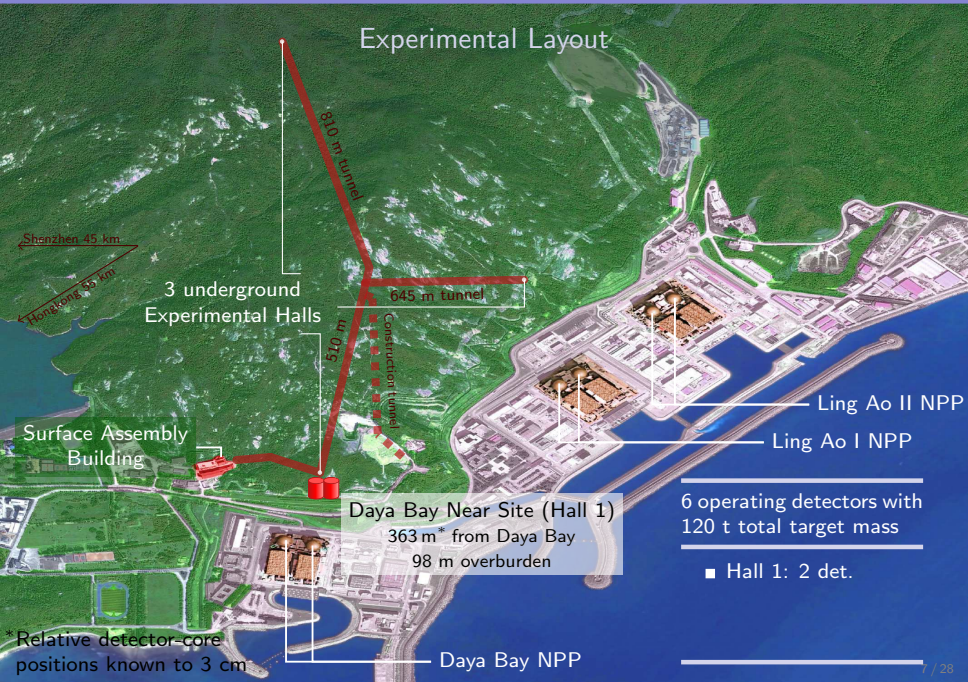 Experimental Layout
810 m tunnel
Shenzhen 45 km
Hongkong 55 km
3 underground
Experimental Halls
645 m tunnel
510 m
Construction tunnel
Surface Assembly
Building
Ling Ao II NPP
Ling Ao I NPP
Daya Bay Near Site (Hall 1)
363 m* from Daya Bay
98 m overburden
6 operating detectors with
120 t total target mass
■ Hall 1: 2 det.
*Relative detector-core
positions known to 3 cm
Daya Bay NPP
7 / 28